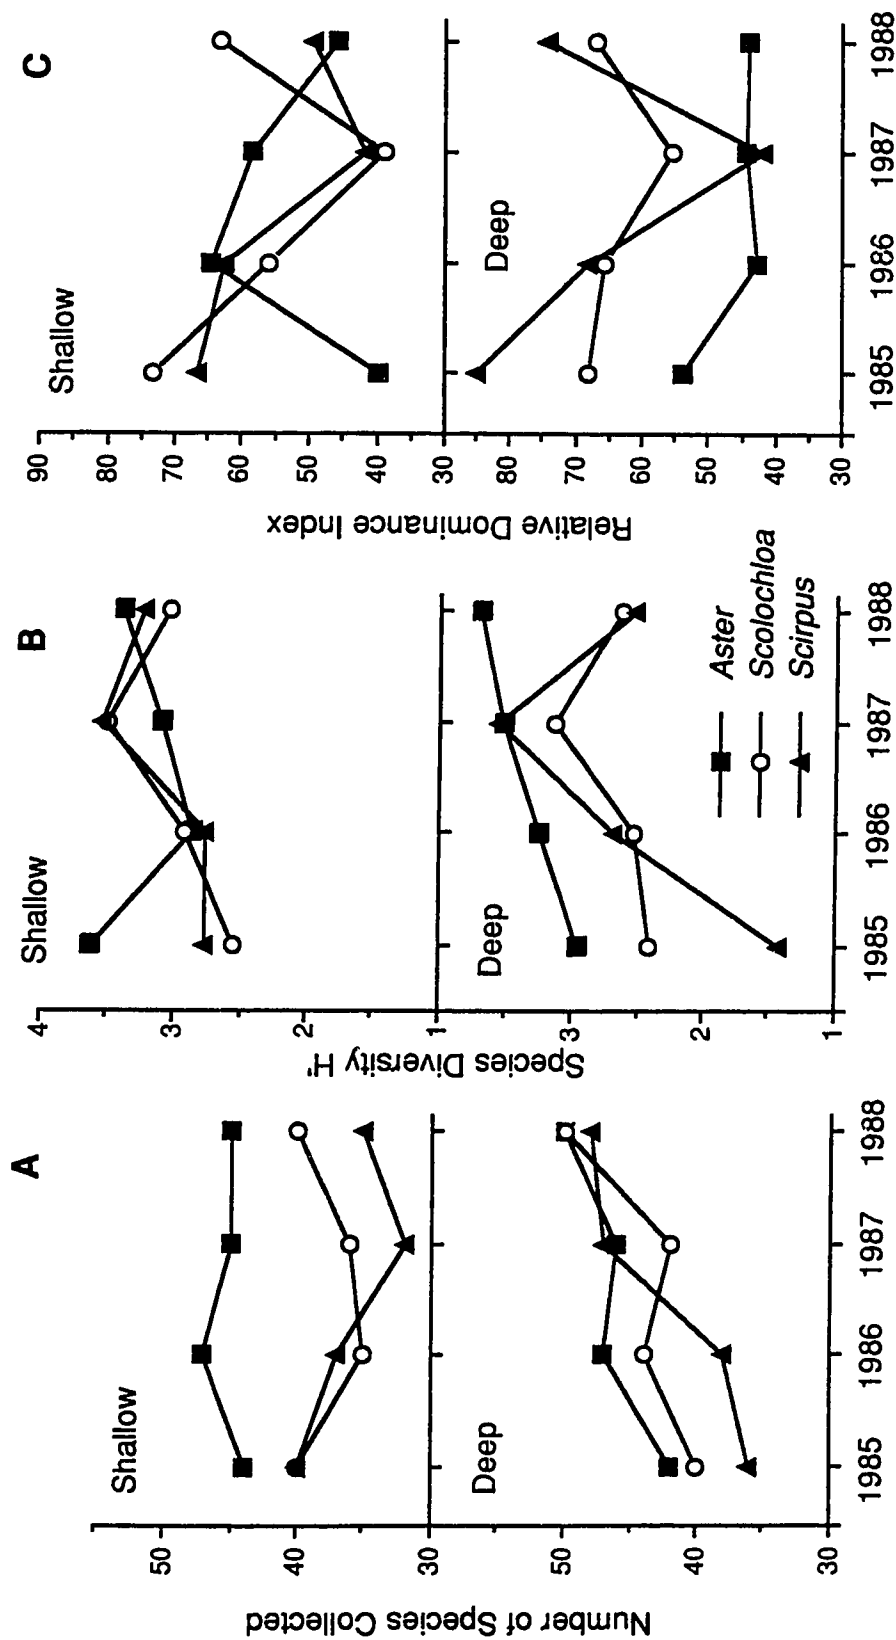 A
Shallow
50
40
30
Deep
50
40
30
Number of Species Collected
1985 1986 1987 1988
B
Shallow
4
3
2
1
Deep
3
2
1
Species Diversity H'
1985 1986 1987 1988
Aster
Scolochloa
Scirpus
C
Shallow
90
80
70
60
50
40
30
Deep
80
70
60
50
40
30
Relative Dominance Index
1985 1986 1987 1988